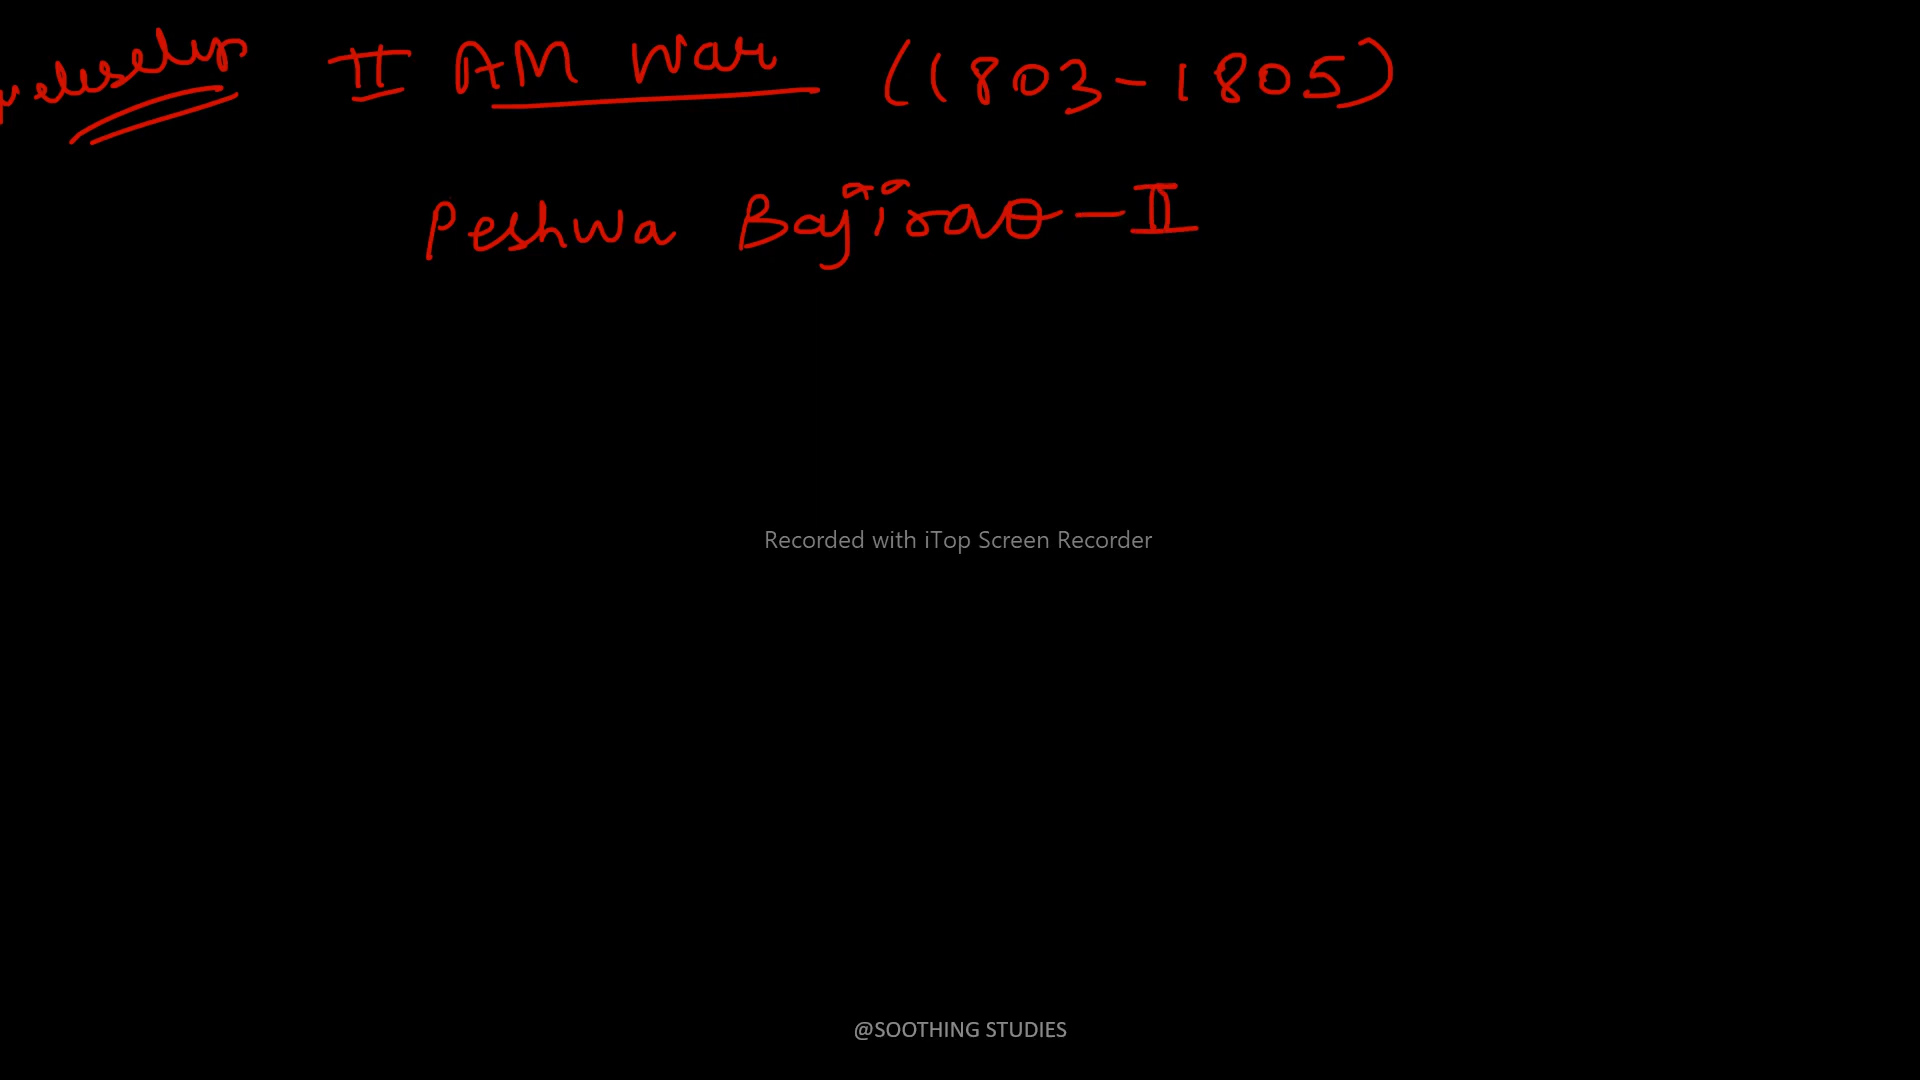 II AM War (1803-1805)
Peshwa Bajirao-II
Recorded with iTop Screen Recorder
@SOOTHING STUDIES